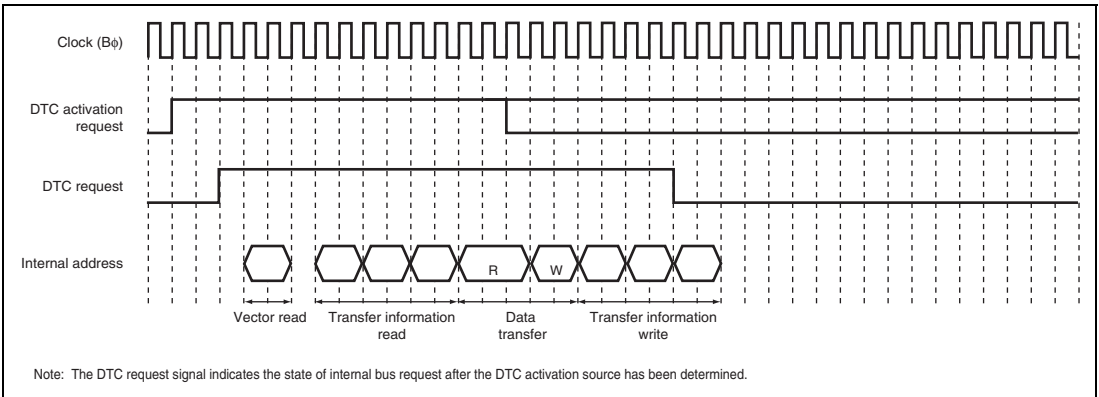 Clock (Bϕ)
DTC activation
request
DTC request
Internal address
R
W
Vector read
Transfer information
read
Data
transfer
Transfer information
write
Note: The DTC request signal indicates the state of internal bus request after the DTC activation source has been determined.